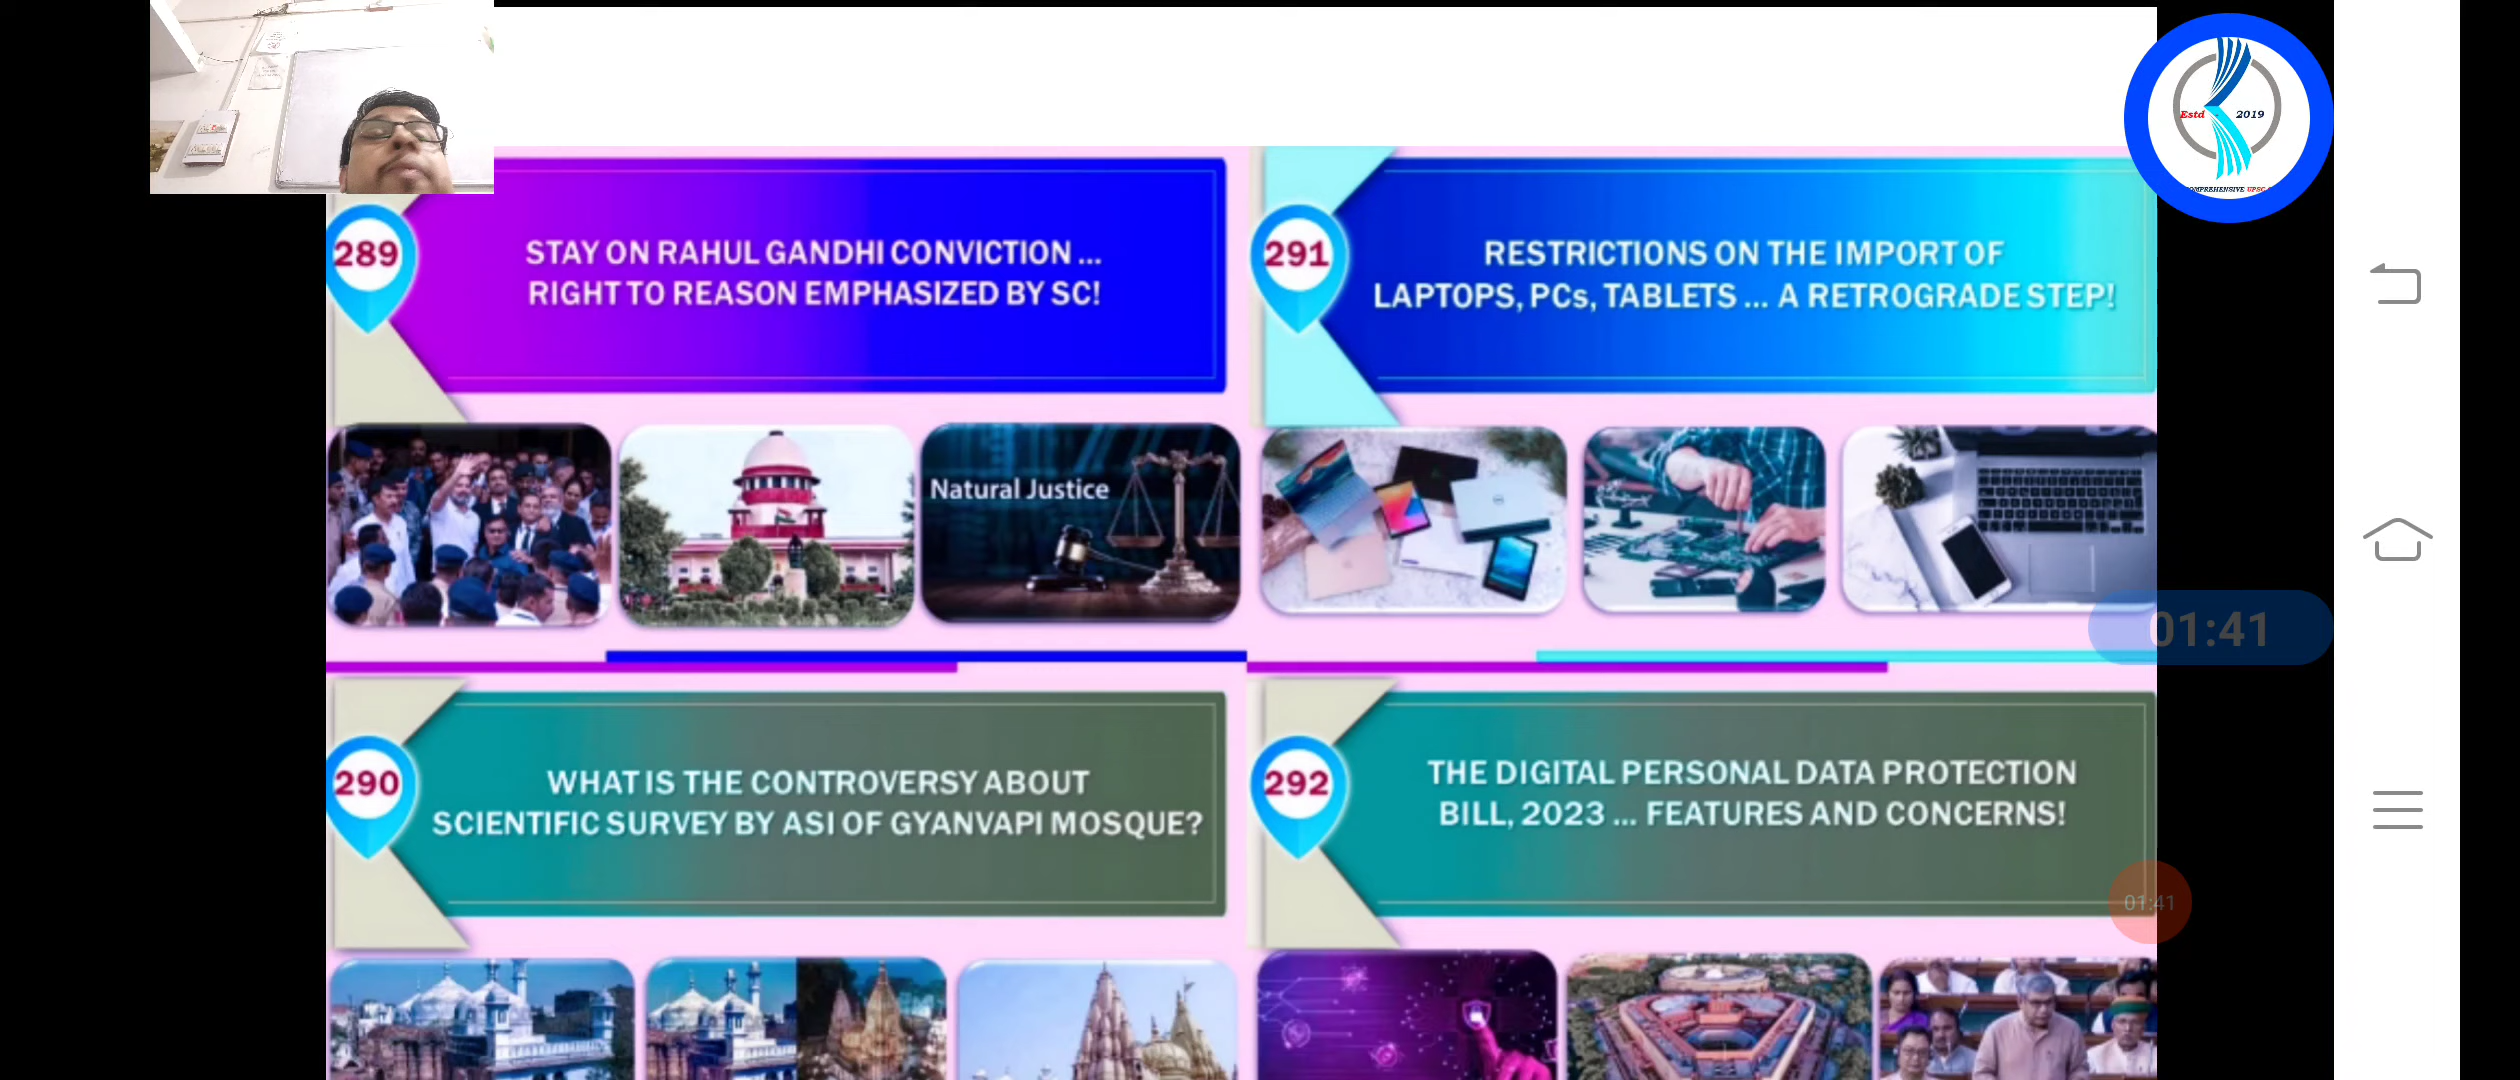 Estd 2019
COMPREHENSIVE UPSC
289
STAY ON RAHUL GANDHI CONVICTION ...
RIGHT TO REASON EMPHASIZED BY SC!
291
RESTRICTIONS ON THE IMPORT OF
LAPTOPS, PCs, TABLETS ... A RETROGRADE STEP!
Natural Justice
01:41
290
WHAT IS THE CONTROVERSY ABOUT
SCIENTIFIC SURVEY BY ASI OF GYANVAPI MOSQUE?
292
THE DIGITAL PERSONAL DATA PROTECTION
BILL, 2023 ... FEATURES AND CONCERNS!
01:41